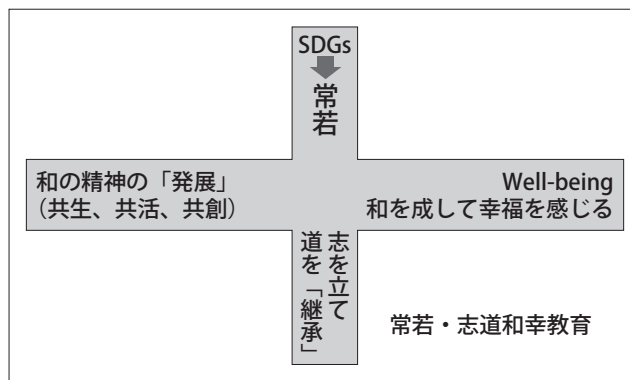 SDGs
常若
和の精神の「発展」
（共生、共活、共創）
Well-being
和を成して幸福を感じる
志を立て
道を「継承」
常若・志道和幸教育